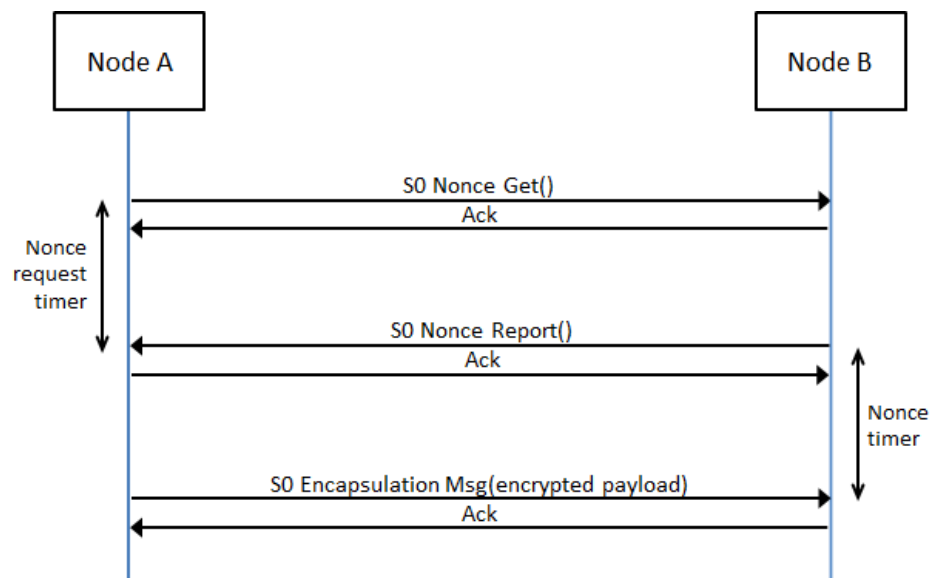 Node A
Node B
S0 Nonce Get()
Ack
Nonce
request
timer
S0 Nonce Report()
Ack
Nonce
timer
S0 Encapsulation Msg(encrypted payload)
Ack